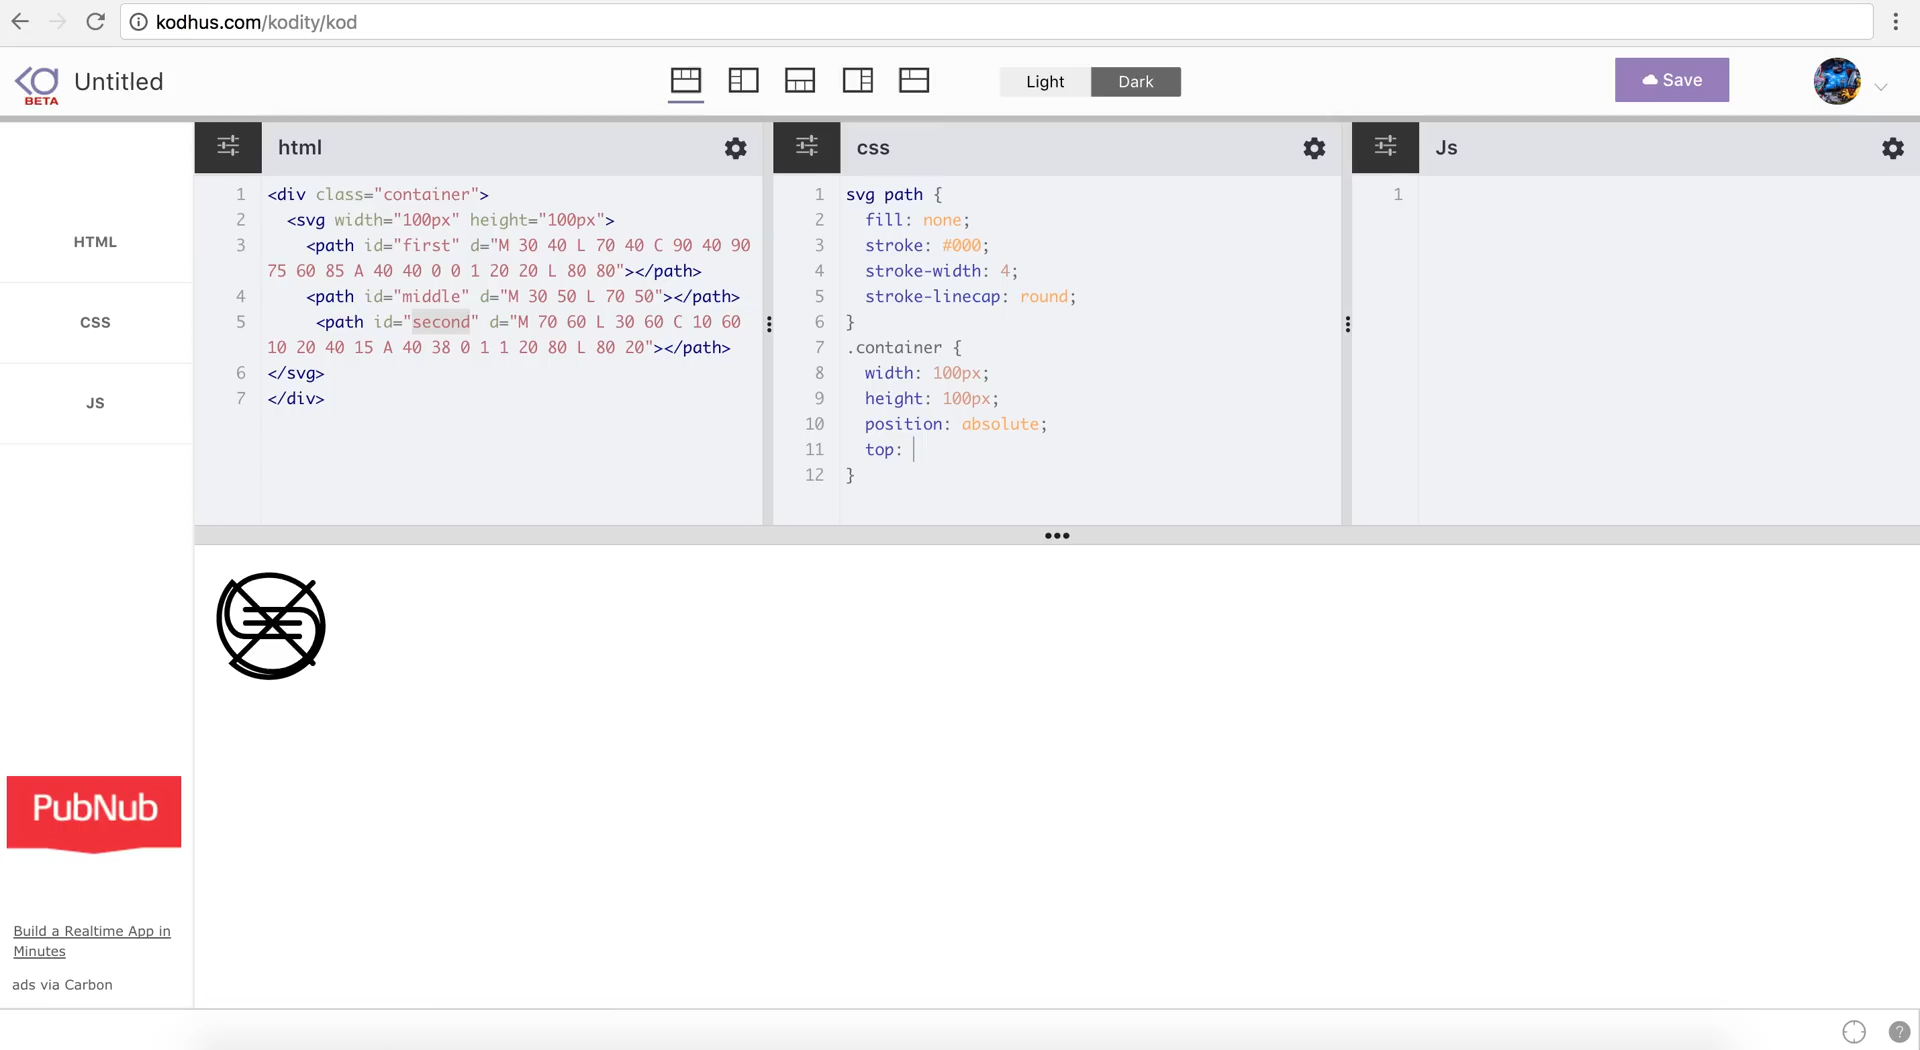 kodhus.com/kodity/kod
BETA
Untitled
Light
Dark
Save
HTML
CSS
JS
html
1 <div class="container">
2 <svg width="100px" height="100px">
3 <path id="first" d="M 30 40 L 70 40 C 90 40 90
75 60 85 A 40 40 0 0 1 20 20 L 80 80"></path>
4 <path id="middle" d="M 30 50 L 70 50"></path>
5 <path id="second" d="M 70 60 L 30 60 C 10 60
10 20 40 15 A 40 38 0 1 1 20 80 L 80 20"></path>
6 </svg>
7 </div>
css
1 svg path {
2 fill: none;
3 stroke: #000;
4 stroke-width: 4;
5 stroke-linecap: round;
6 }
7 .container {
8 width: 100px;
9 height: 100px;
10 position: absolute;
11 top:
12 }
Js
1
PubNub
Build a Realtime App in
Minutes
ads via Carbon
?